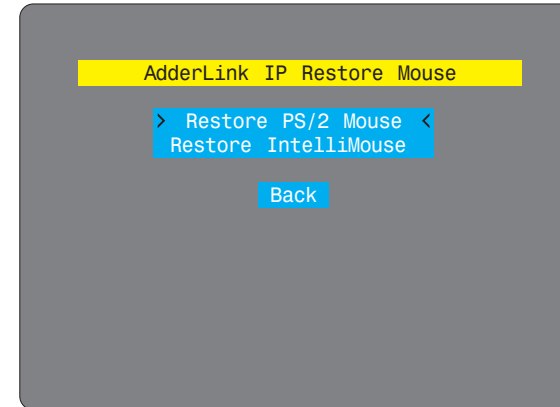 AdderLink IP Restore Mouse
> Restore PS/2 Mouse <
Restore IntelliMouse
Back